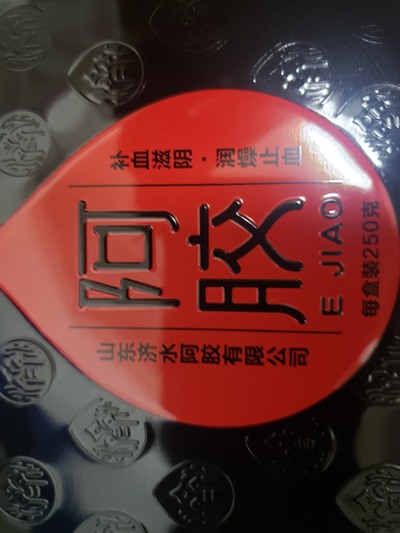 补血滋阴·润燥止血
阿胶
E JIAO
每盒装250克
山东济水阿胶有限公司